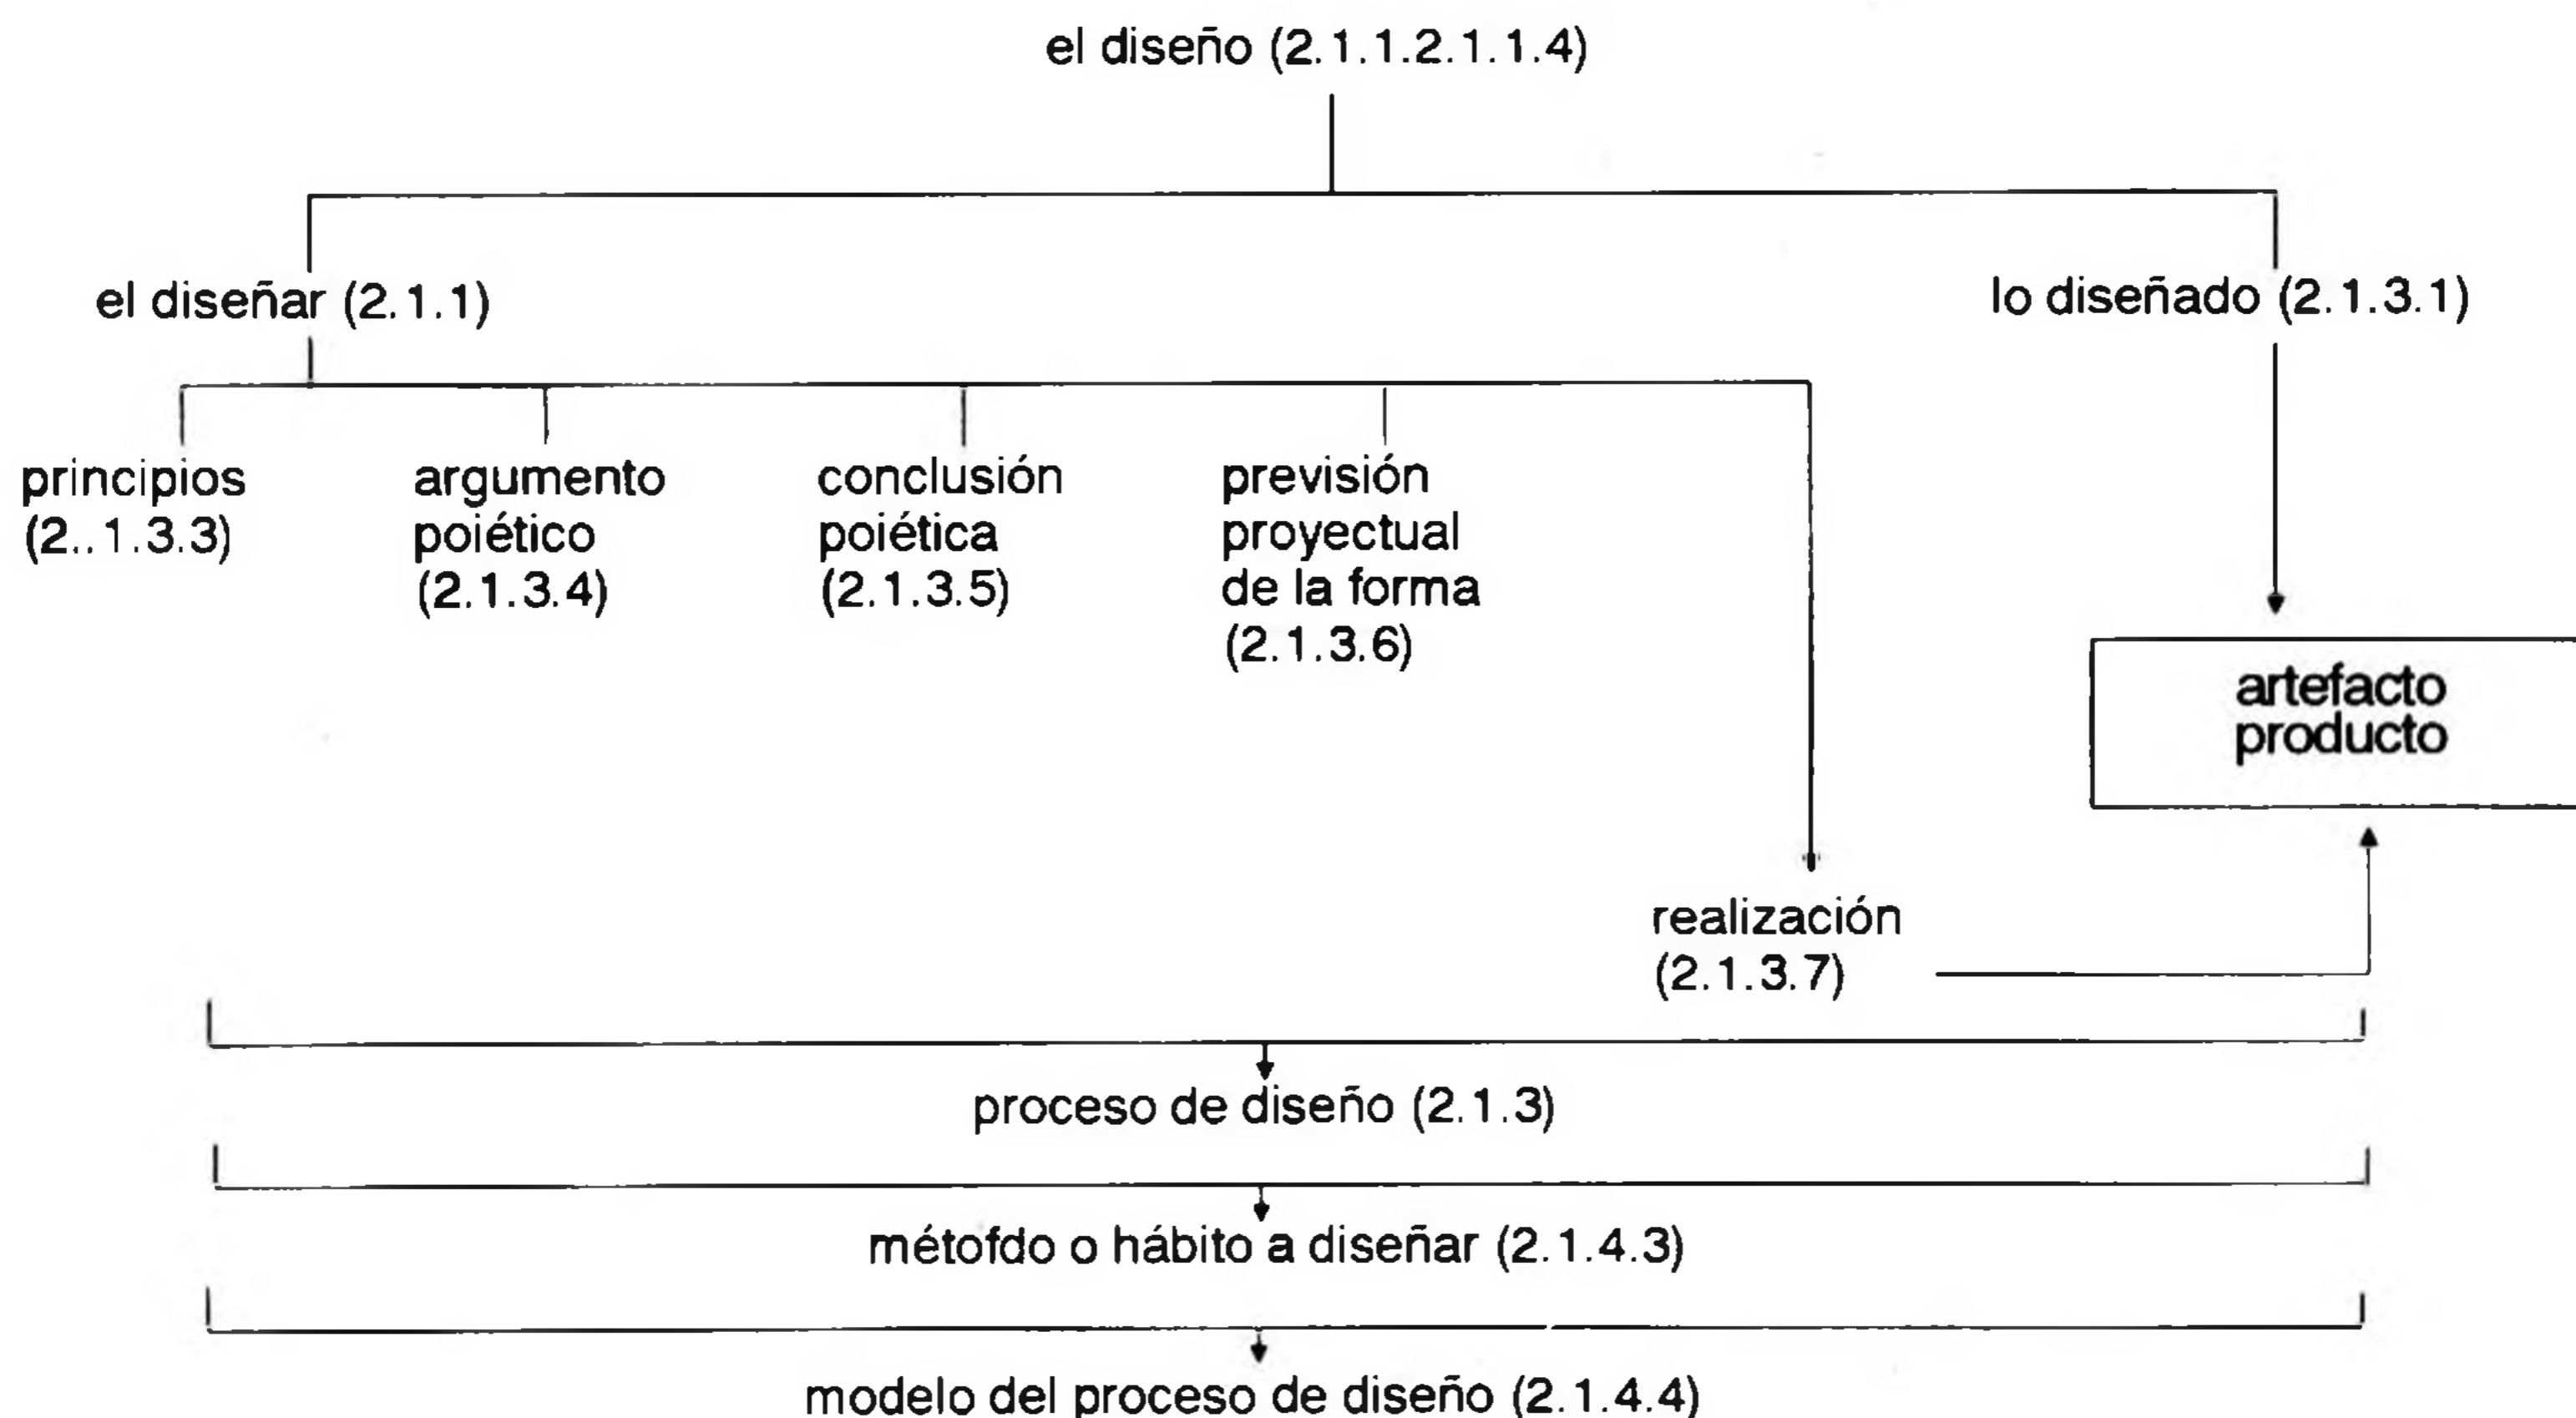 el diseño (2.1.1.2.1.1.4)
el diseñar (2.1.1)
lo diseñado (2.1.3.1)
principios
(2..1.3.3)
argumento
poiético
(2.1.3.4)
conclusión
poiética
(2.1.3.5)
previsión
proyectual
de la forma
(2.1.3.6)
artefacto
producto
realización
(2.1.3.7)
proceso de diseño (2.1.3)
métofdo o hábito a diseñar (2.1.4.3)
modelo del proceso de diseño (2.1.4.4)